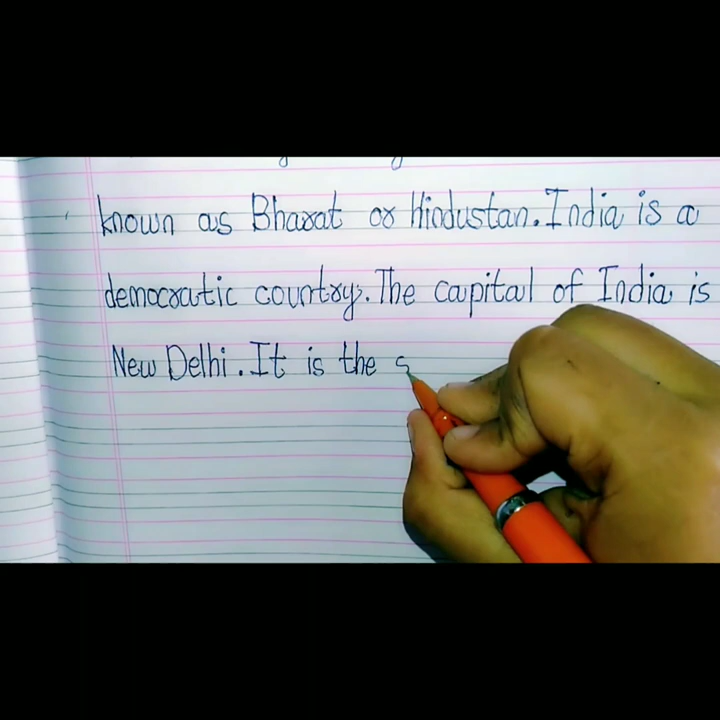 known as Bharat or Hindustan. India is a
democratic country. The capital of India is
New Delhi. It is the s